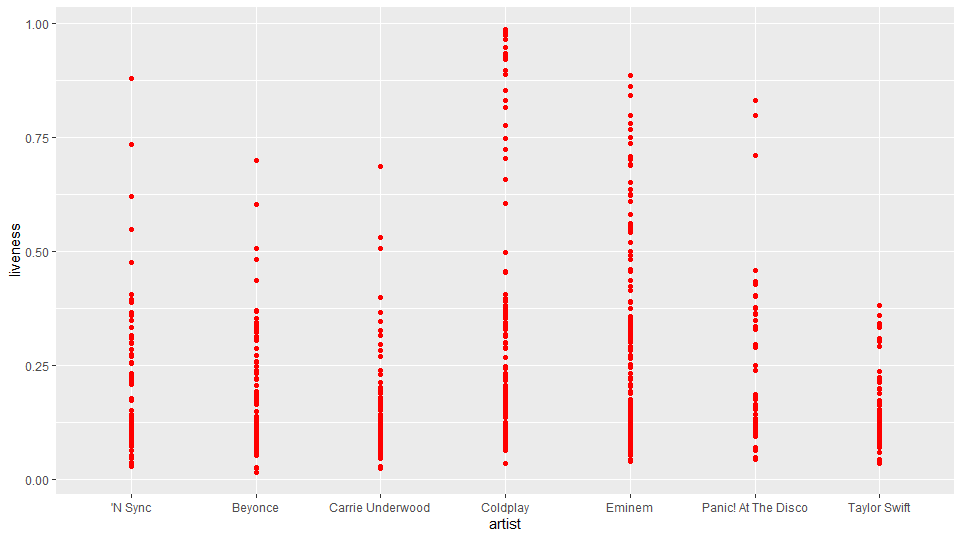 1.00
0.75
0.50
0.25
0.00
liveness
'N Sync Beyonce Carrie Underwood Coldplay Eminem Panic! At The Disco Taylor Swift
artist